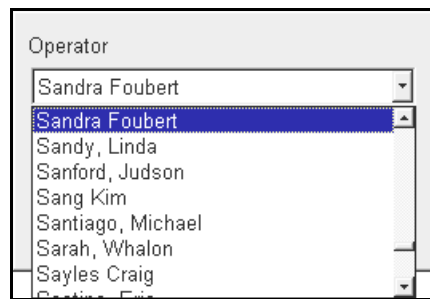 Operator
Sandra Foubert
Sandra Foubert
Sandy, Linda
Sanford, Judson
Sang Kim
Santiago, Michael
Sarah, Whalon
Sayles Craig